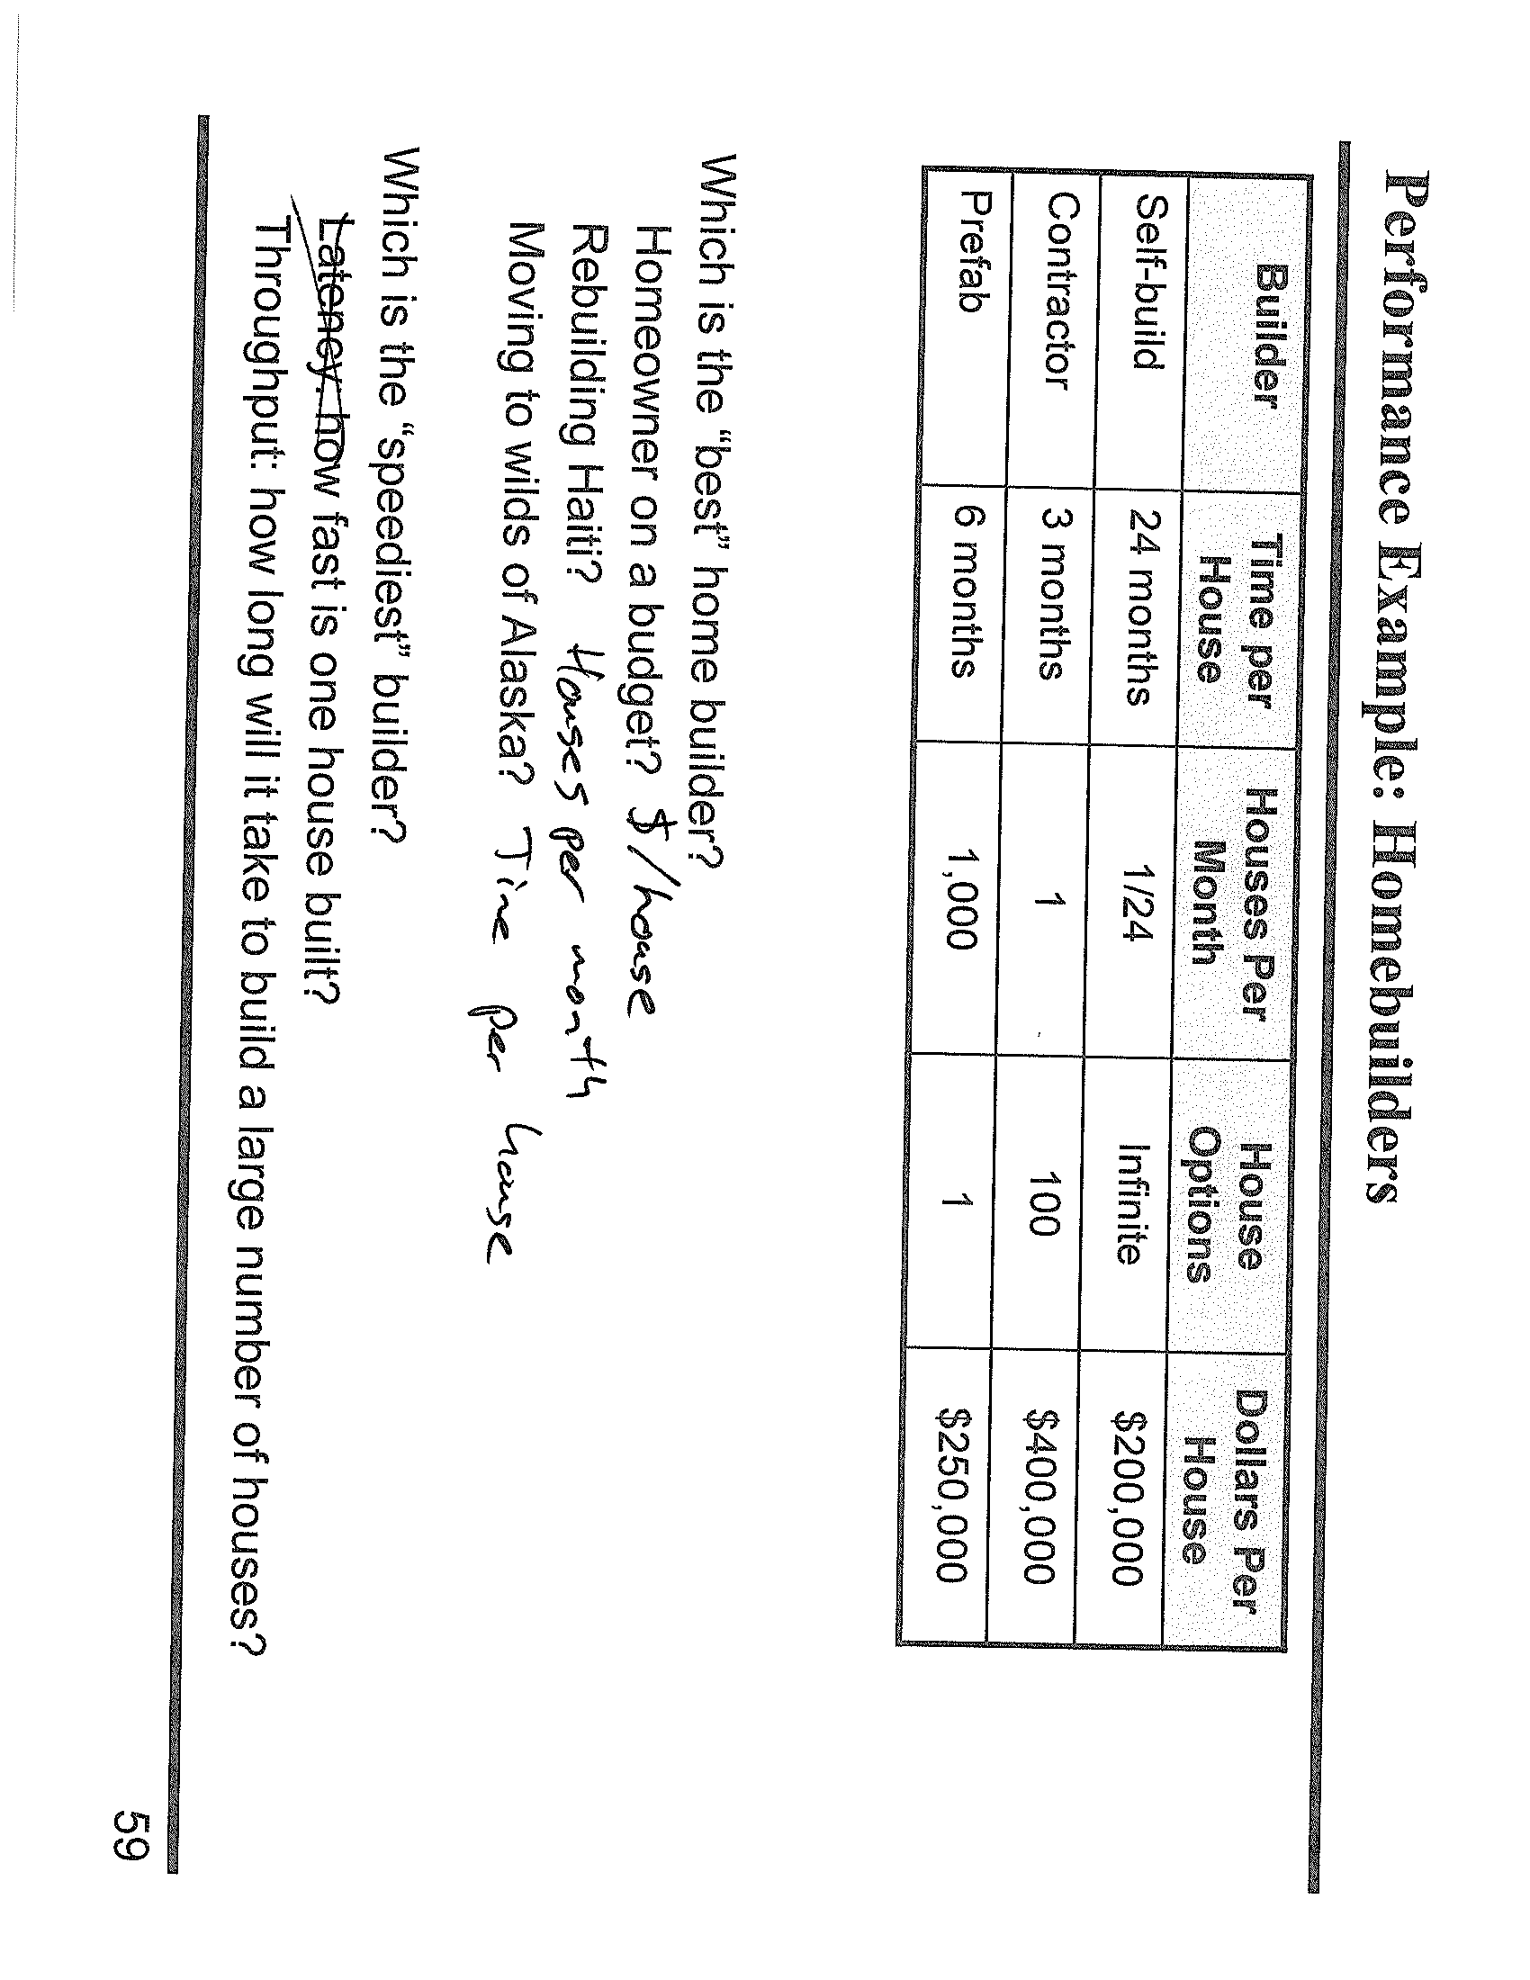 Performance Example: Homebuilders
Builder Time per House Houses Per Month House Options Dollars Per House
Self-build 24 months 1/24 Infinite $200,000
Contractor 3 months 1 100 $400,000
Prefab 6 months 1,000 1 $250,000
Which is the “best” home builder?
Homeowner on a budget? $/house
Rebuilding Haiti? Houses per month
Moving to wilds of Alaska? Time per house
Which is the “speediest” builder?
Latency: how fast is one house built?
Throughput: how long will it take to build a large number of houses?
59